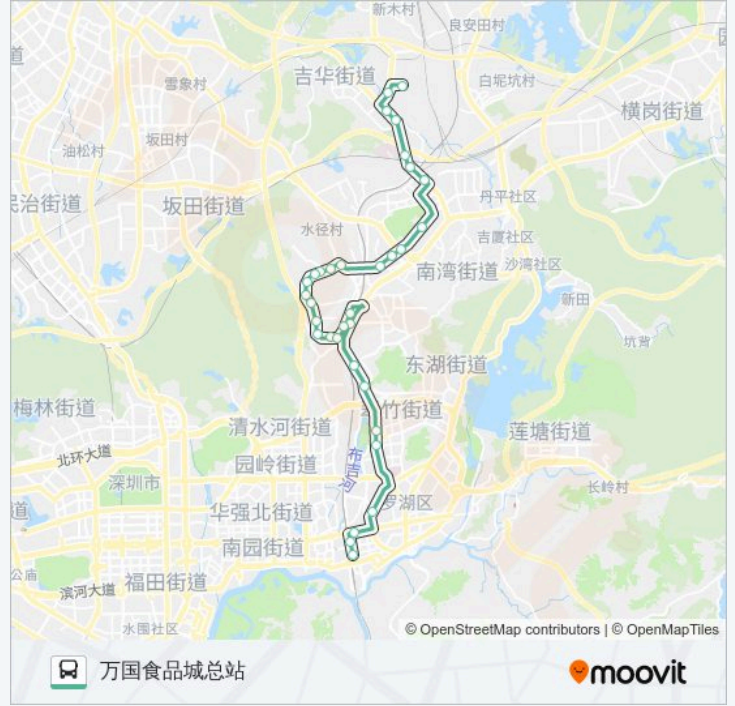 新木村
良安田村
道
吉华街道
雪象村
白坭坑村
横岗街道
坂田村
油松村
民治街道
坂田街道
丹平社区
水径村
吉厦社区
南湾街道
沙湾社区
新田
坑背
东湖街道
梅林街道
竹街道
清水河街道
莲塘街道
北环大道
园岭街道
布吉河
深圳市
长岭村
道
华强北街道
罗湖区
南园街道
公庙
滨河大道
福田街道
水围社区
© OpenStreetMap contributors | © OpenMapTiles
万国食品城总站
moovit